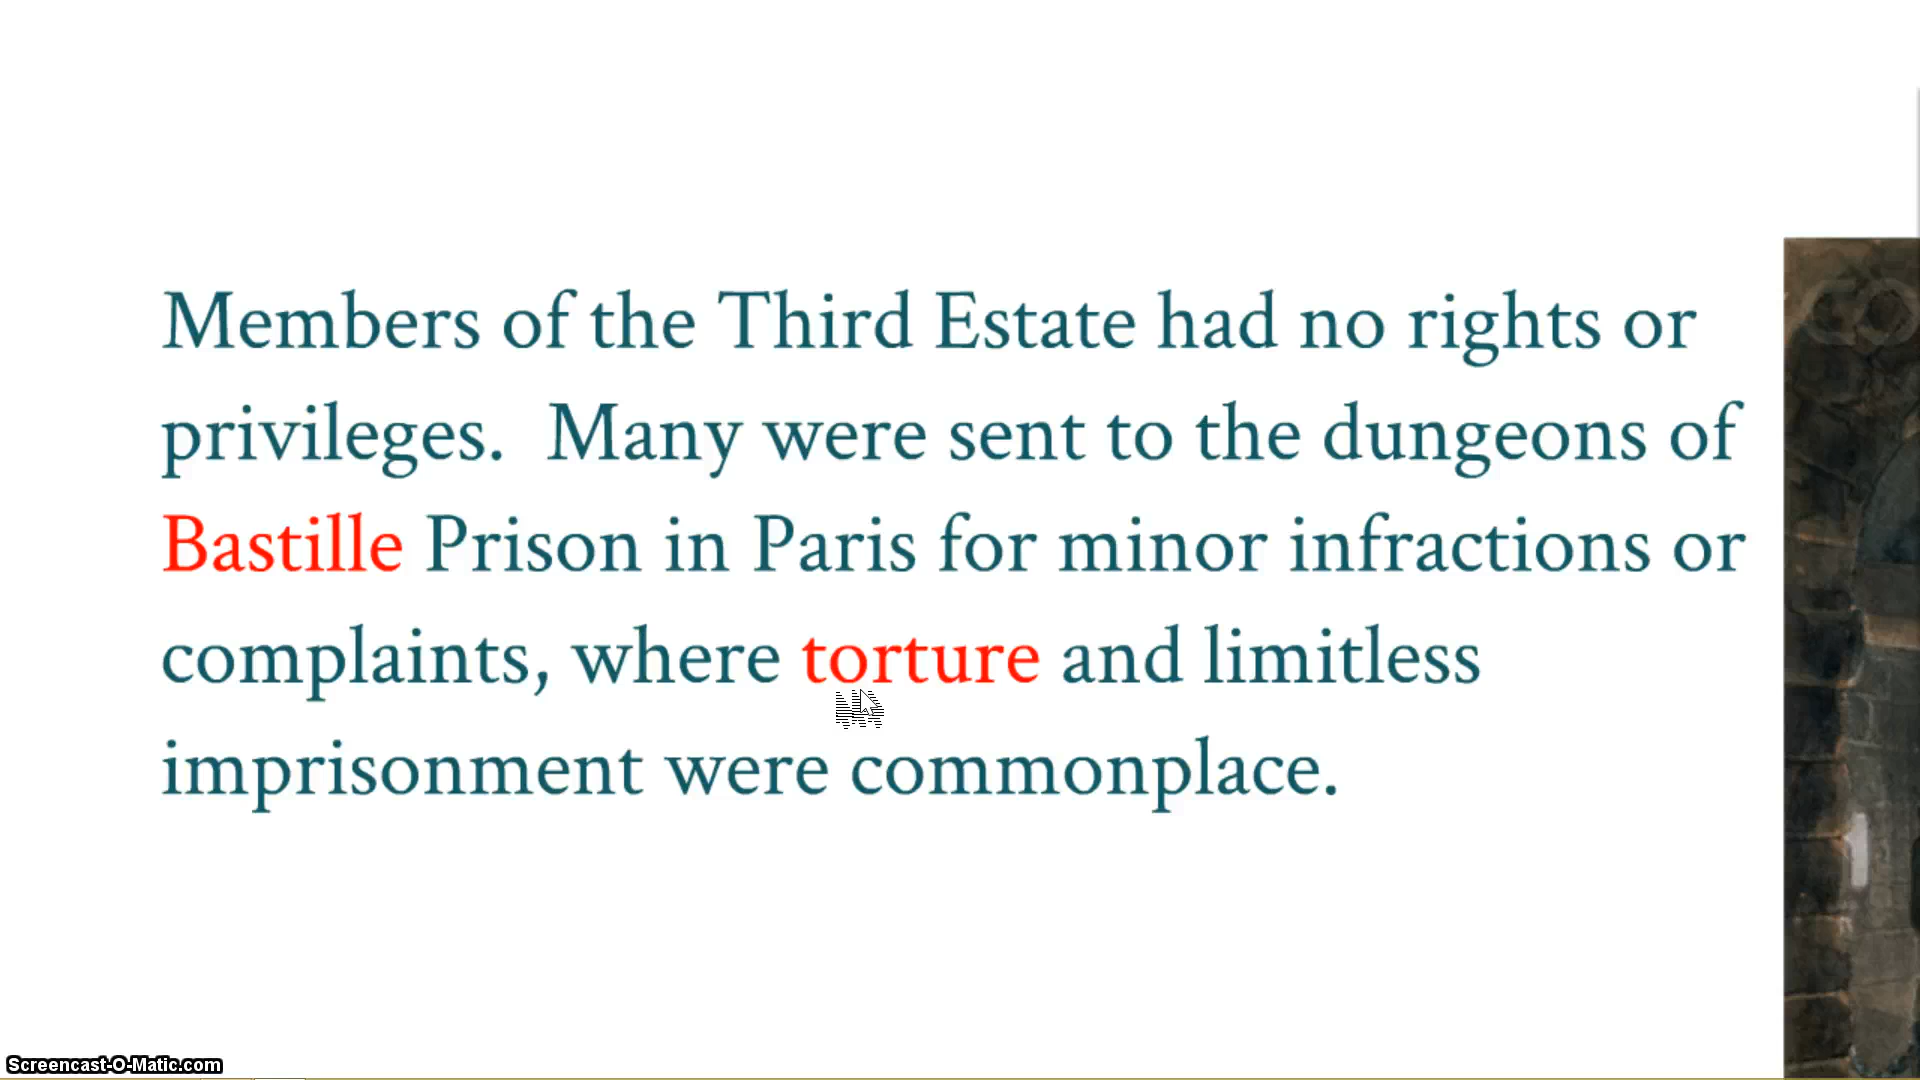 Members of the Third Estate had no rights or
privileges.  Many were sent to the dungeons of
Bastille Prison in Paris for minor infractions or
complaints, where torture and limitless
imprisonment were commonplace.
Screencast-O-Matic.com